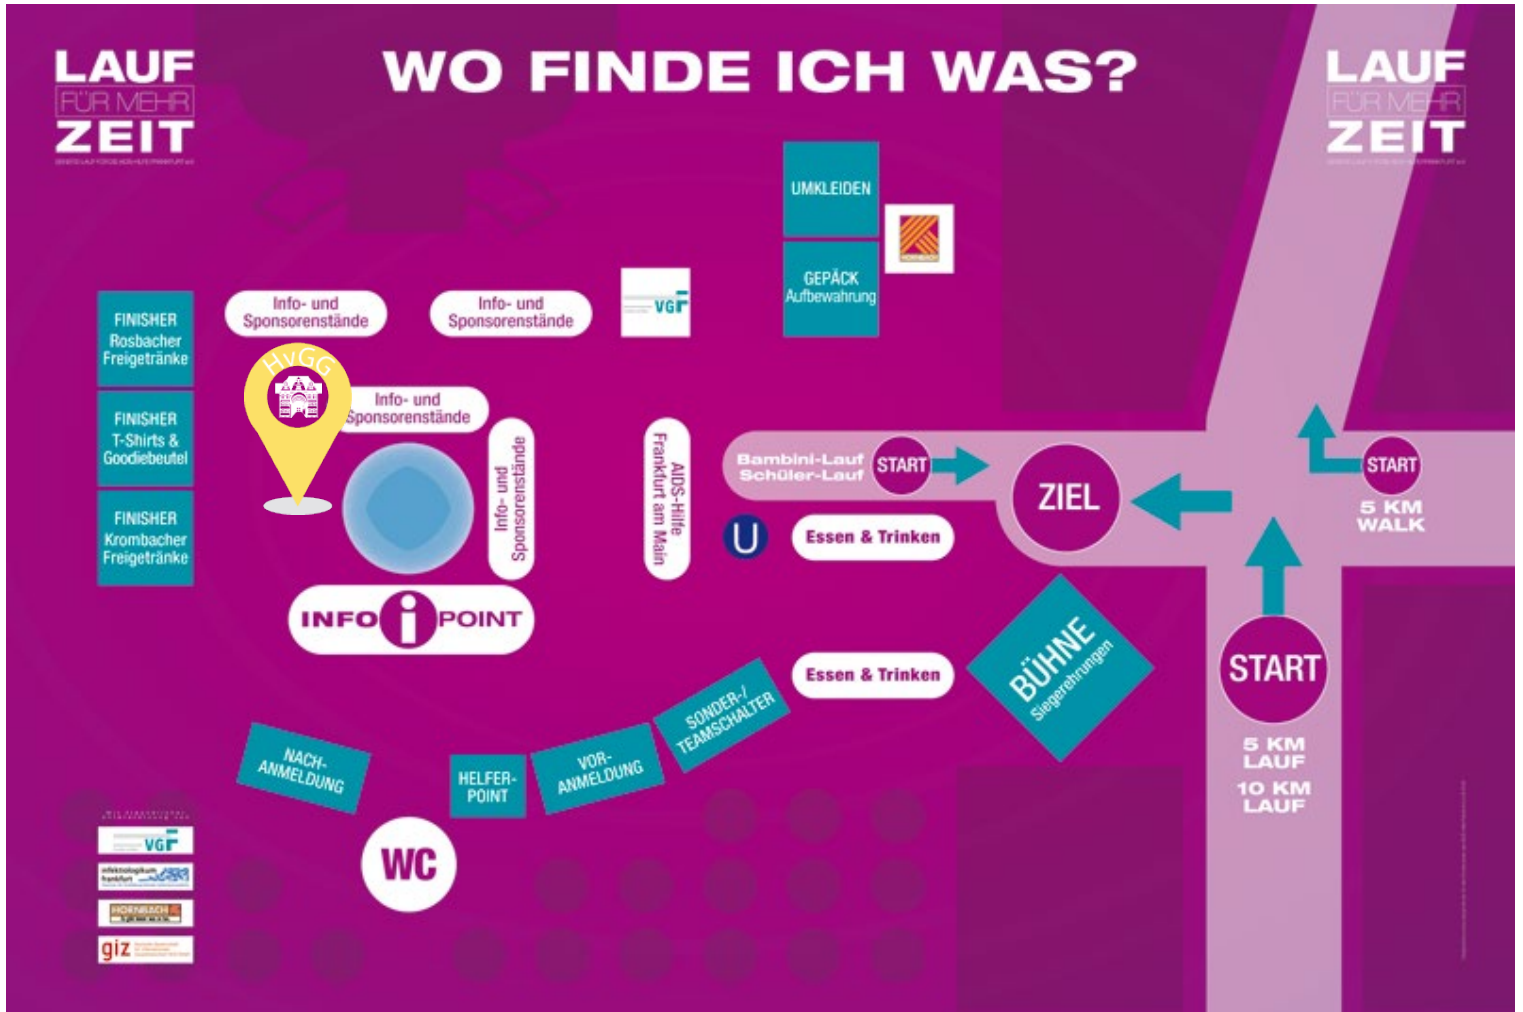 LAUF
FÜR MEHR
ZEIT
WO FINDE ICH WAS?
LAUF
FÜR MEHR
ZEIT
UMKLEIDEN
HORNBACH
GEPÄCK
Aufbewahrung
VGF
Info- und
Sponsorenstände
Info- und
Sponsorenstände
FINISHER
Rosbacher
Freigetränke
HvGG
Info- und
Sponsorenstände
FINISHER
T-Shirts &
Goodiebeutel
Info- und
Sponsorenstände
AIDS-Hilfe
Frankfurt am Main
Bambini-Lauf
Schüler-Lauf
START
ZIEL
START
5 KM
WALK
FINISHER
Krombacher
Freigetränke
U
Essen & Trinken
INFO i POINT
Essen & Trinken
BÜHNE
Siegerehrungen
START
5 KM
LAUF
10 KM
LAUF
SONDER-/
TEAMSCHALTER
NACH-
ANMELDUNG
HELFER-
POINT
VOR-
ANMELDUNG
WC
VGF
infektiologikum
frankfurt
HORNBACH
giz